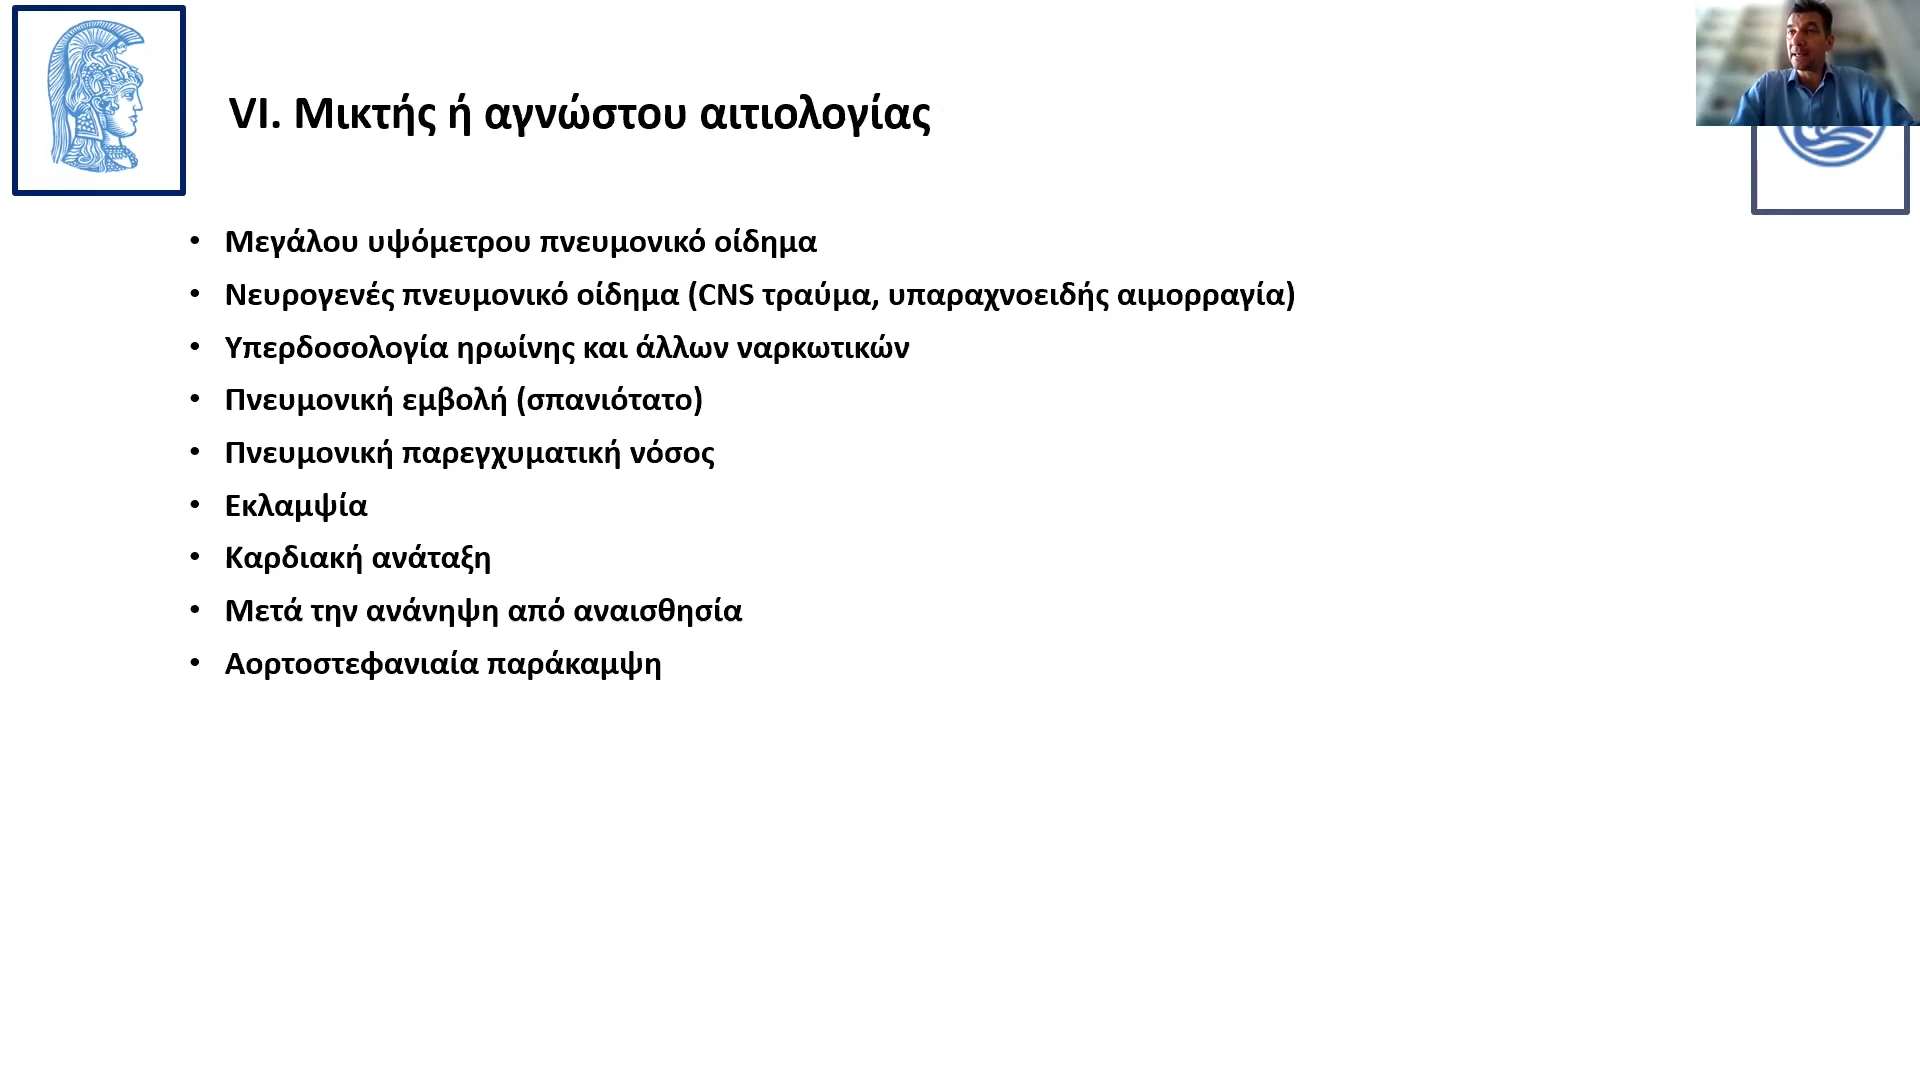 VI. Μικτής ή αγνώστου αιτιολογίας
• Μεγάλου υψόμετρου πνευμονικό οίδημα
• Νευρογενές πνευμονικό οίδημα (CNS τραύμα, υπαραχνοειδής αιμορραγία)
• Υπερδοσολογία ηρωίνης και άλλων ναρκωτικών
• Πνευμονική εμβολή (σπανιότατο)
• Πνευμονική παρεγχυματική νόσος
• Εκλαμψία
• Καρδιακή ανάταξη
• Μετά την ανάνηψη από αναισθησία
• Αορτοστεφανιαία παράκαμψη